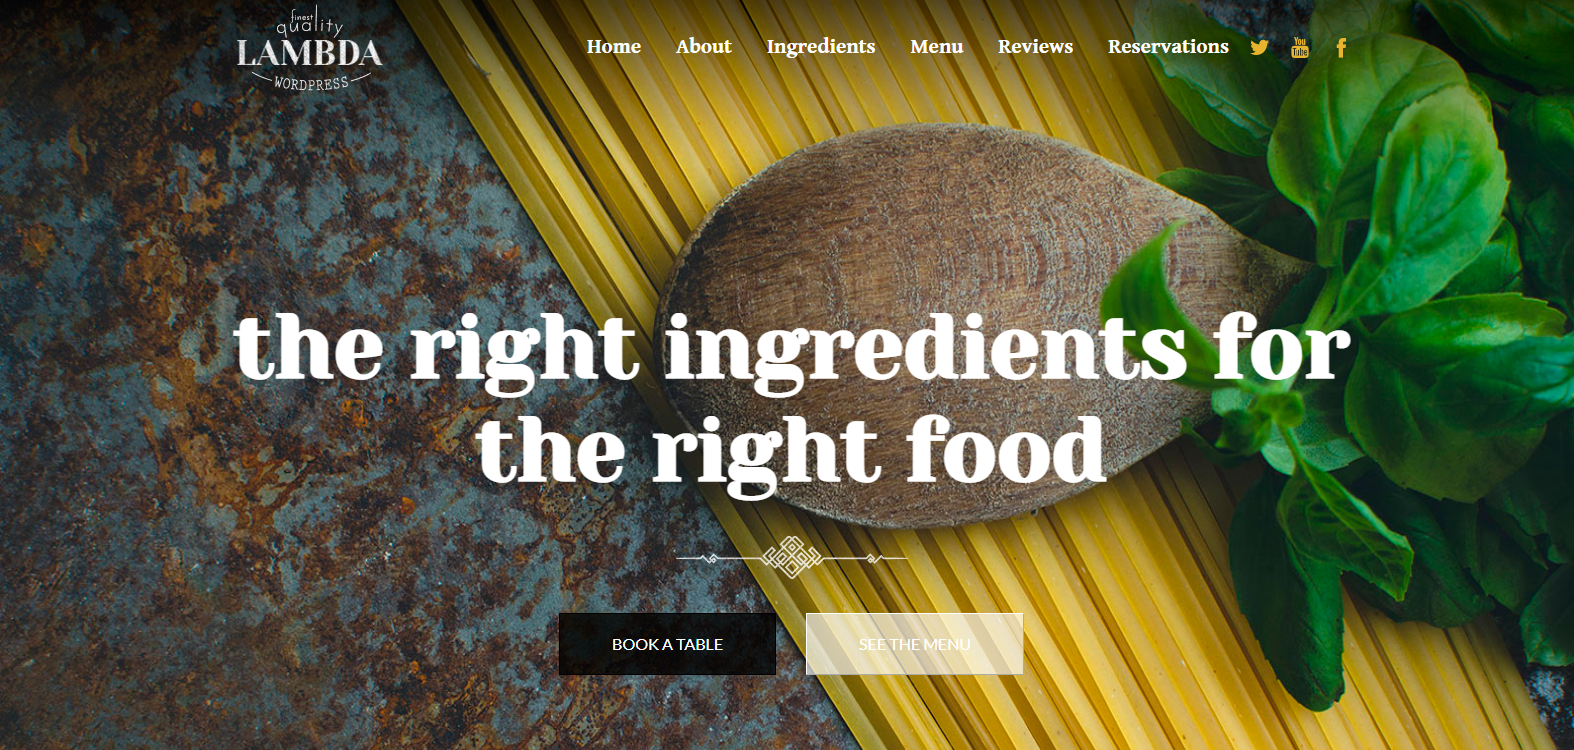 finest
quality
LAMBDA
WORDPRESS
Home About Ingredients Menu Reviews Reservations
You
Tube
the right ingredients for
the right food
BOOK A TABLE SEE THE MENU